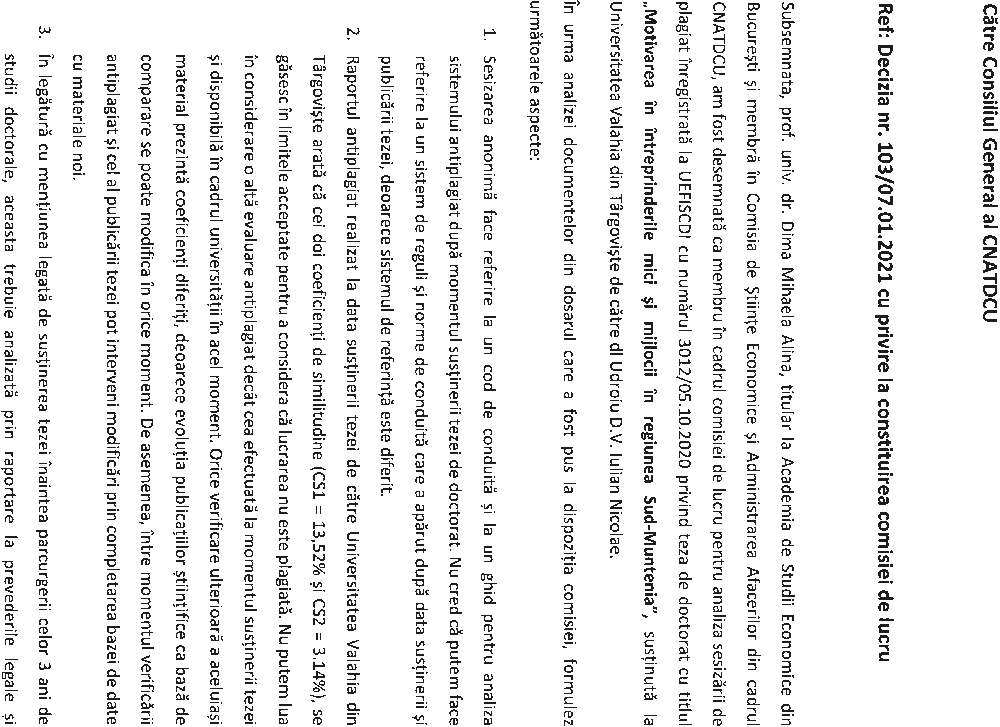 Către Consiliul General al CNATDCU
Ref: Decizia nr. 103/07.01.2021 cu privire la constituirea comisiei de lucru
Subsemnata, prof. univ. dr. Dima Mihaela Alina, titular la Academia de Studii Economice din
București și membră în Comisia de Științe Economice și Administrarea Afacerilor din cadrul
CNATDCU, am fost desemnată ca membru în cadrul comisiei de lucru pentru analiza sesizării de
plagiat înregistrată la UEFISCDI cu numărul 3012/05.10.2020 privind teza de doctorat cu titlul
„Motivarea în întreprinderile mici și mijlocii în regiunea Sud-Muntenia”, susținută la
Universitatea Valahia din Târgoviște de către dl Udroiu D.V. Iulian Nicolae.
În urma analizei documentelor din dosarul care a fost pus la dispoziția comisiei, formulez
următoarele aspecte:
1. Sesizarea anonimă face referire la un cod de conduită și la un ghid pentru analiza
sistemului antiplagiat după momentul susținerii tezei de doctorat. Nu cred că putem face
referire la un sistem de reguli și norme de conduită care a apărut după data susținerii și
publicării tezei, deoarece sistemul de referință este diferit.
2. Raportul antiplagiat realizat la data susținerii tezei de către Universitatea Valahia din
Târgoviște arată că cei doi coeficienți de similitudine (CS1 = 13,52% și CS2 = 3.14%), se
găsesc în limitele acceptate pentru a considera că lucrarea nu este plagiată. Nu putem lua
în considerare o altă evaluare antiplagiat decât cea efectuată la momentul susținerii tezei
și disponibilă în cadrul universității în acel moment. Orice verificare ulterioară a aceluiași
material prezintă coeficienți diferiți, deoarece evoluția publicațiilor științifice ca bază de
comparare se poate modifica în orice moment. De asemenea, între momentul verificării
antiplagiat și cel al publicării tezei pot interveni modificări prin completarea bazei de date
cu materiale noi.
3. În legătură cu mențiunea legată de susținerea tezei înaintea parcurgerii celor 3 ani de
studii doctorale, aceasta trebuie analizată prin raportare la prevederile legale și